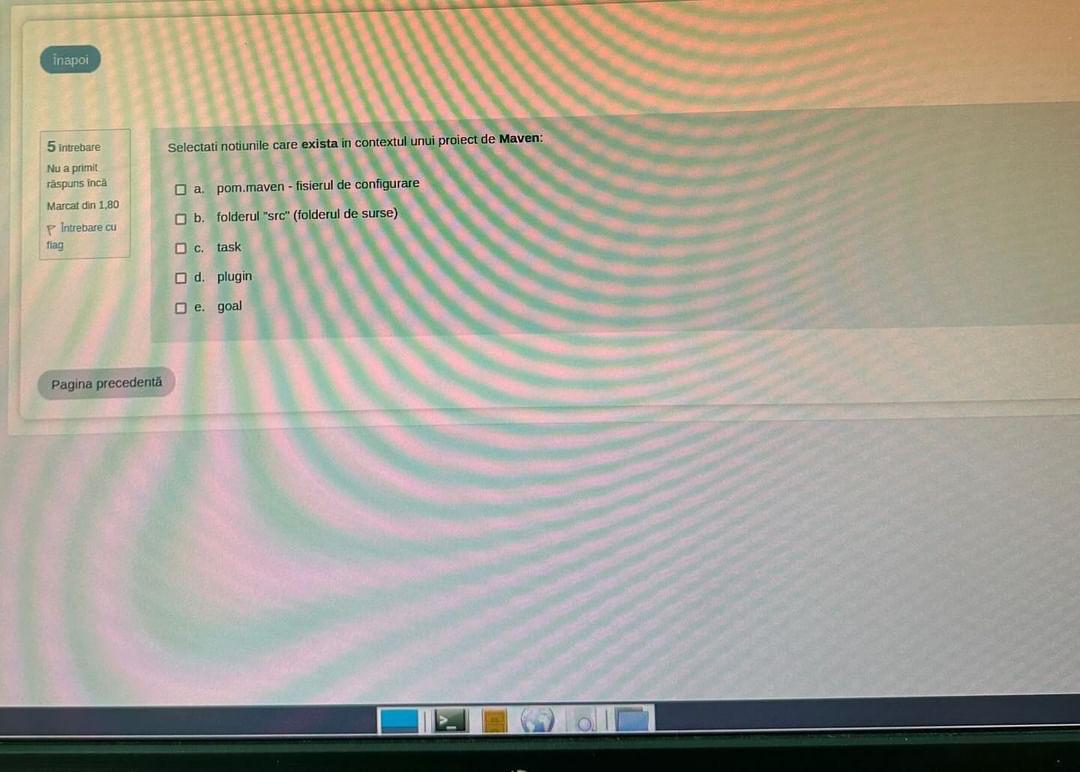 Înapoi
5 Întrebare
Nu a primit
răspuns încă
Marcat din 1,80
Întrebare cu
flag
Selectati notiunile care exista in contextul unui proiect de Maven:
a. pom.maven - fisierul de configurare
b. folderul "src" (folderul de surse)
c. task
d. plugin
e. goal
Pagina precedentă